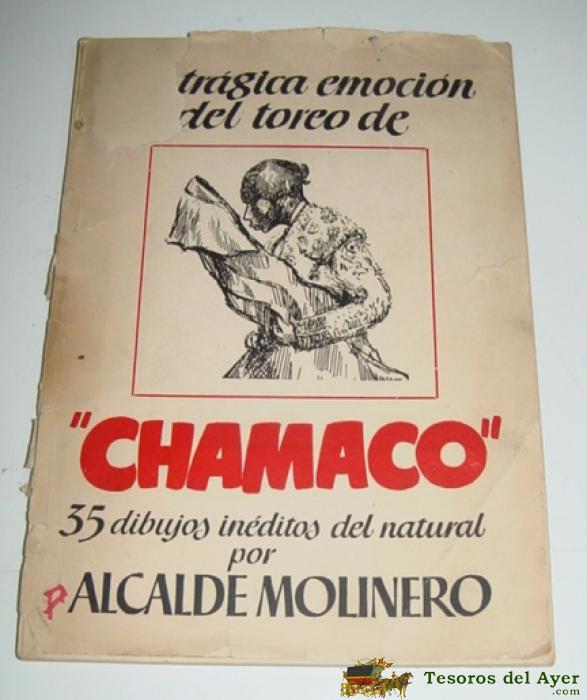 trágica emoción
del toreo de
"CHAMACO"
35 dibujos inéditos del natural
por
ALCALDE MOLINERO
Tesoros del Ayer
.com